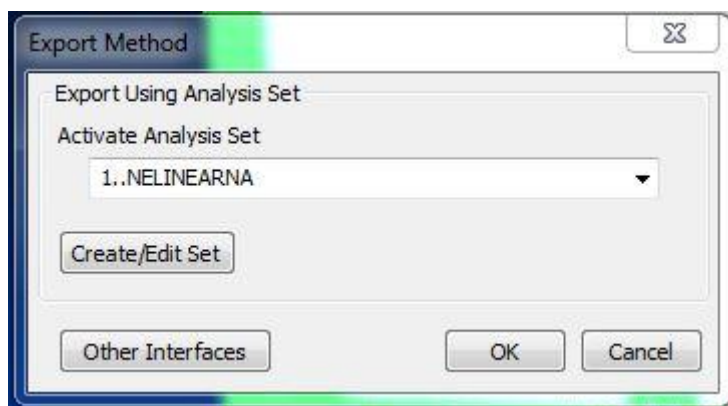 Export Method
Export Using Analysis Set
Activate Analysis Set
1..NELINEARNA
Create/Edit Set
Other Interfaces OK Cancel